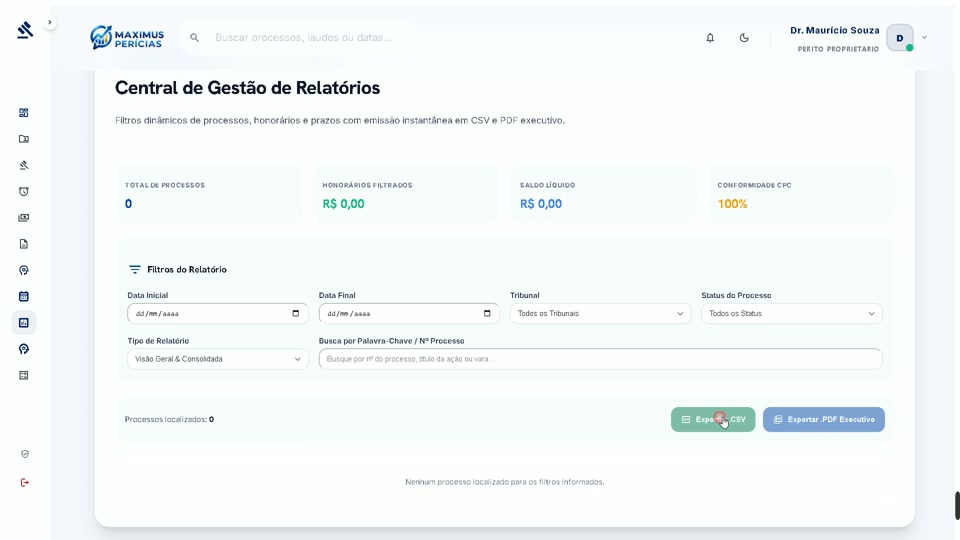 MAXIMUS
PERÍCIAS
Buscar processos, laudos ou datas...
Dr. Maurício Souza
PERITO PROPRIETARIO
D
Central de Gestão de Relatórios
Filtros dinâmicos de processos, honorários e prazos com emissão instantânea em CSV e PDF executivo.
TOTAL DE PROCESSOS
0
HONORÁRIOS FILTRADOS
R$ 0,00
SALDO LÍQUIDO
R$ 0,00
CONFORMIDADE CPC
100%
Filtros do Relatório
Data Inicial
dd/mm/aaaa
Data Final
dd/mm/aaaa
Tribunal
Todos os Tribunais
Status do Processo
Todos os Status
Tipo de Relatório
Visão Geral & Consolidada
Busca por Palavra-Chave / Nº Processo
Busque por nº do processo, título da ação ou vara...
Processos localizados: 0
.CSV
Exportar .PDF Executivo
Nenhum processo localizado para os filtros informados.